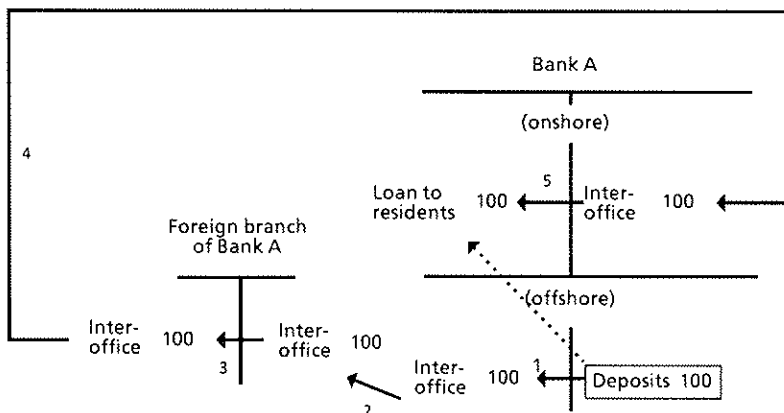 Bank A
(onshore)
4
5
Loan to
residents 100
Inter-
office 100
Foreign branch
of Bank A
(offshore)
Inter-
office 100
3
Inter-
office 100
Inter-
office 100
1
Deposits 100
2